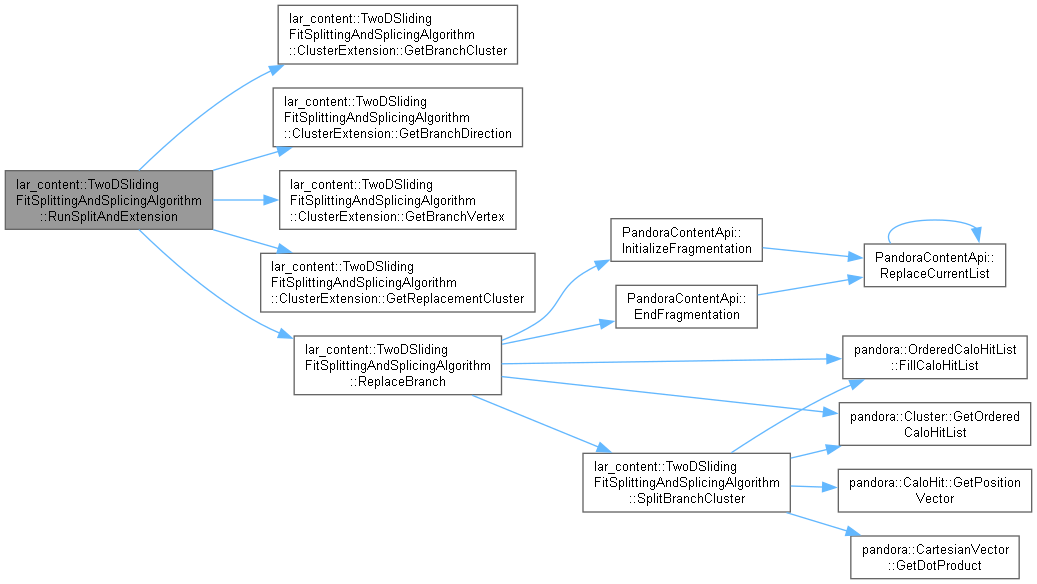 lar_content::TwoDSliding
FitSplittingAndSplicingAlgorithm
::RunSplitAndExtension
lar_content::TwoDSliding
FitSplittingAndSplicingAlgorithm
::ClusterExtension::GetBranchCluster
lar_content::TwoDSliding
FitSplittingAndSplicingAlgorithm
::ClusterExtension::GetBranchDirection
lar_content::TwoDSliding
FitSplittingAndSplicingAlgorithm
::ClusterExtension::GetBranchVertex
lar_content::TwoDSliding
FitSplittingAndSplicingAlgorithm
::ClusterExtension::GetReplacementCluster
lar_content::TwoDSliding
FitSplittingAndSplicingAlgorithm
::ReplaceBranch
PandoraContentApi::
InitializeFragmentation
PandoraContentApi::
EndFragmentation
PandoraContentApi::
ReplaceCurrentList
pandora::OrderedCaloHitList
::FillCaloHitList
pandora::Cluster::GetOrdered
CaloHitList
lar_content::TwoDSliding
FitSplittingAndSplicingAlgorithm
::SplitBranchCluster
pandora::CaloHit::GetPosition
Vector
pandora::CartesianVector
::GetDotProduct